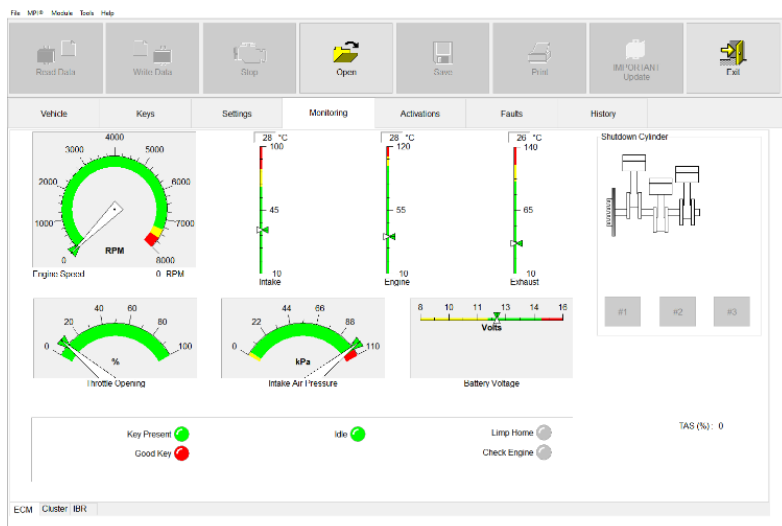 File MPI® Module Tools Help
Read Data Write Data Stop Open Save Print IMPORTANT Update Exit
Vehicle Keys Settings Monitoring Activations Faults History
0 1000 2000 3000 4000 5000 6000 7000 8000
RPM
Engine Speed 0 RPM
28 °C
100
45
10
Intake
28 °C
120
55
10
Engine
26 °C
140
65
10
Exhaust
Shutdown Cylinder
#1 #2 #3
0 20 40 60 80 100
%
Throttle Opening
0 22 44 66 88 110
kPa
Intake Air Pressure
8 10 11 13 14 16
Volts
Battery Voltage
Key Present Idle Limp Home
Good Key Check Engine
TAS (%) : 0
ECM Cluster IBR